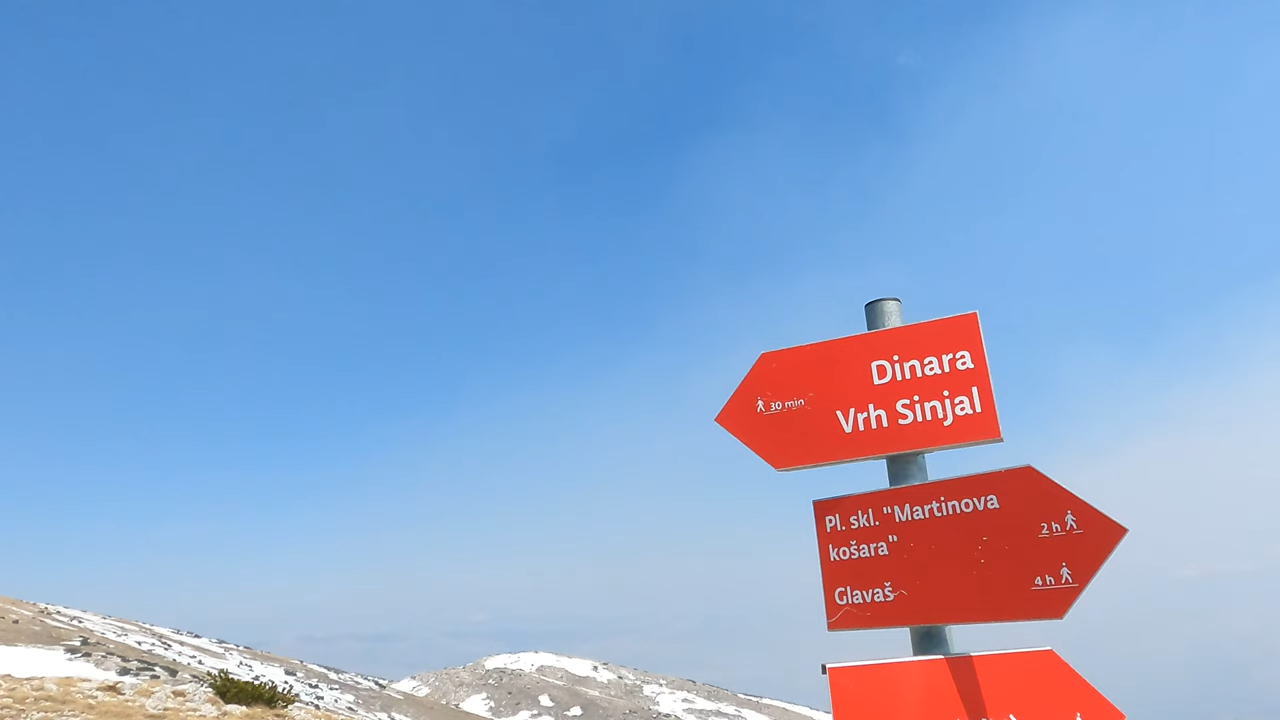 Dinara
30 min
Vrh Sinjal
Pl. skl. "Martinova
košara"
2 h
Glavaš
4 h